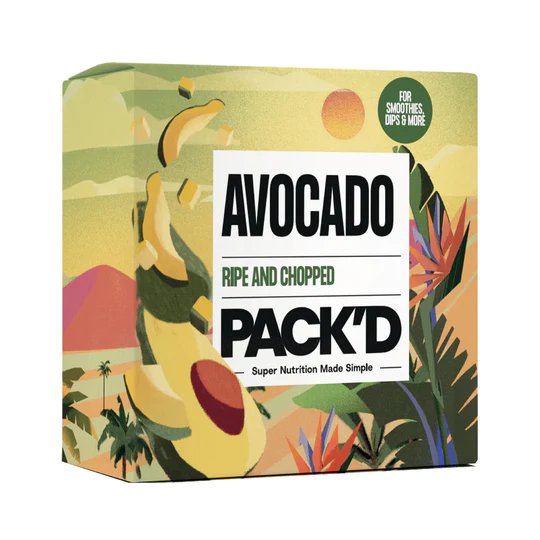 FOR
SMOOTHIES,
DIPS & MORE
AVOCADO
RIPE AND CHOPPED
PACK'D
Super Nutrition Made Simple